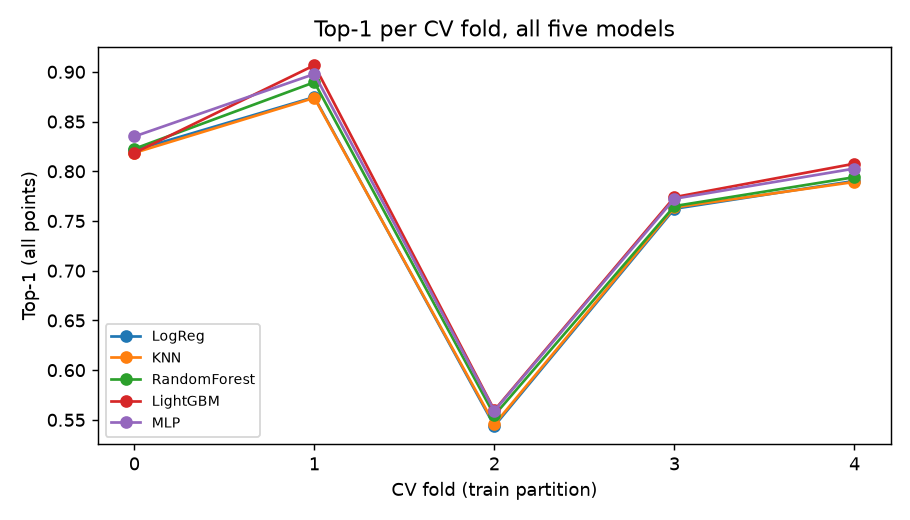 Top-1 per CV fold, all five models
Top-1 (all points)
0.90
0.85
0.80
0.75
0.70
0.65
0.60
0.55
LogReg
KNN
RandomForest
LightGBM
MLP
0 1 2 3 4
CV fold (train partition)